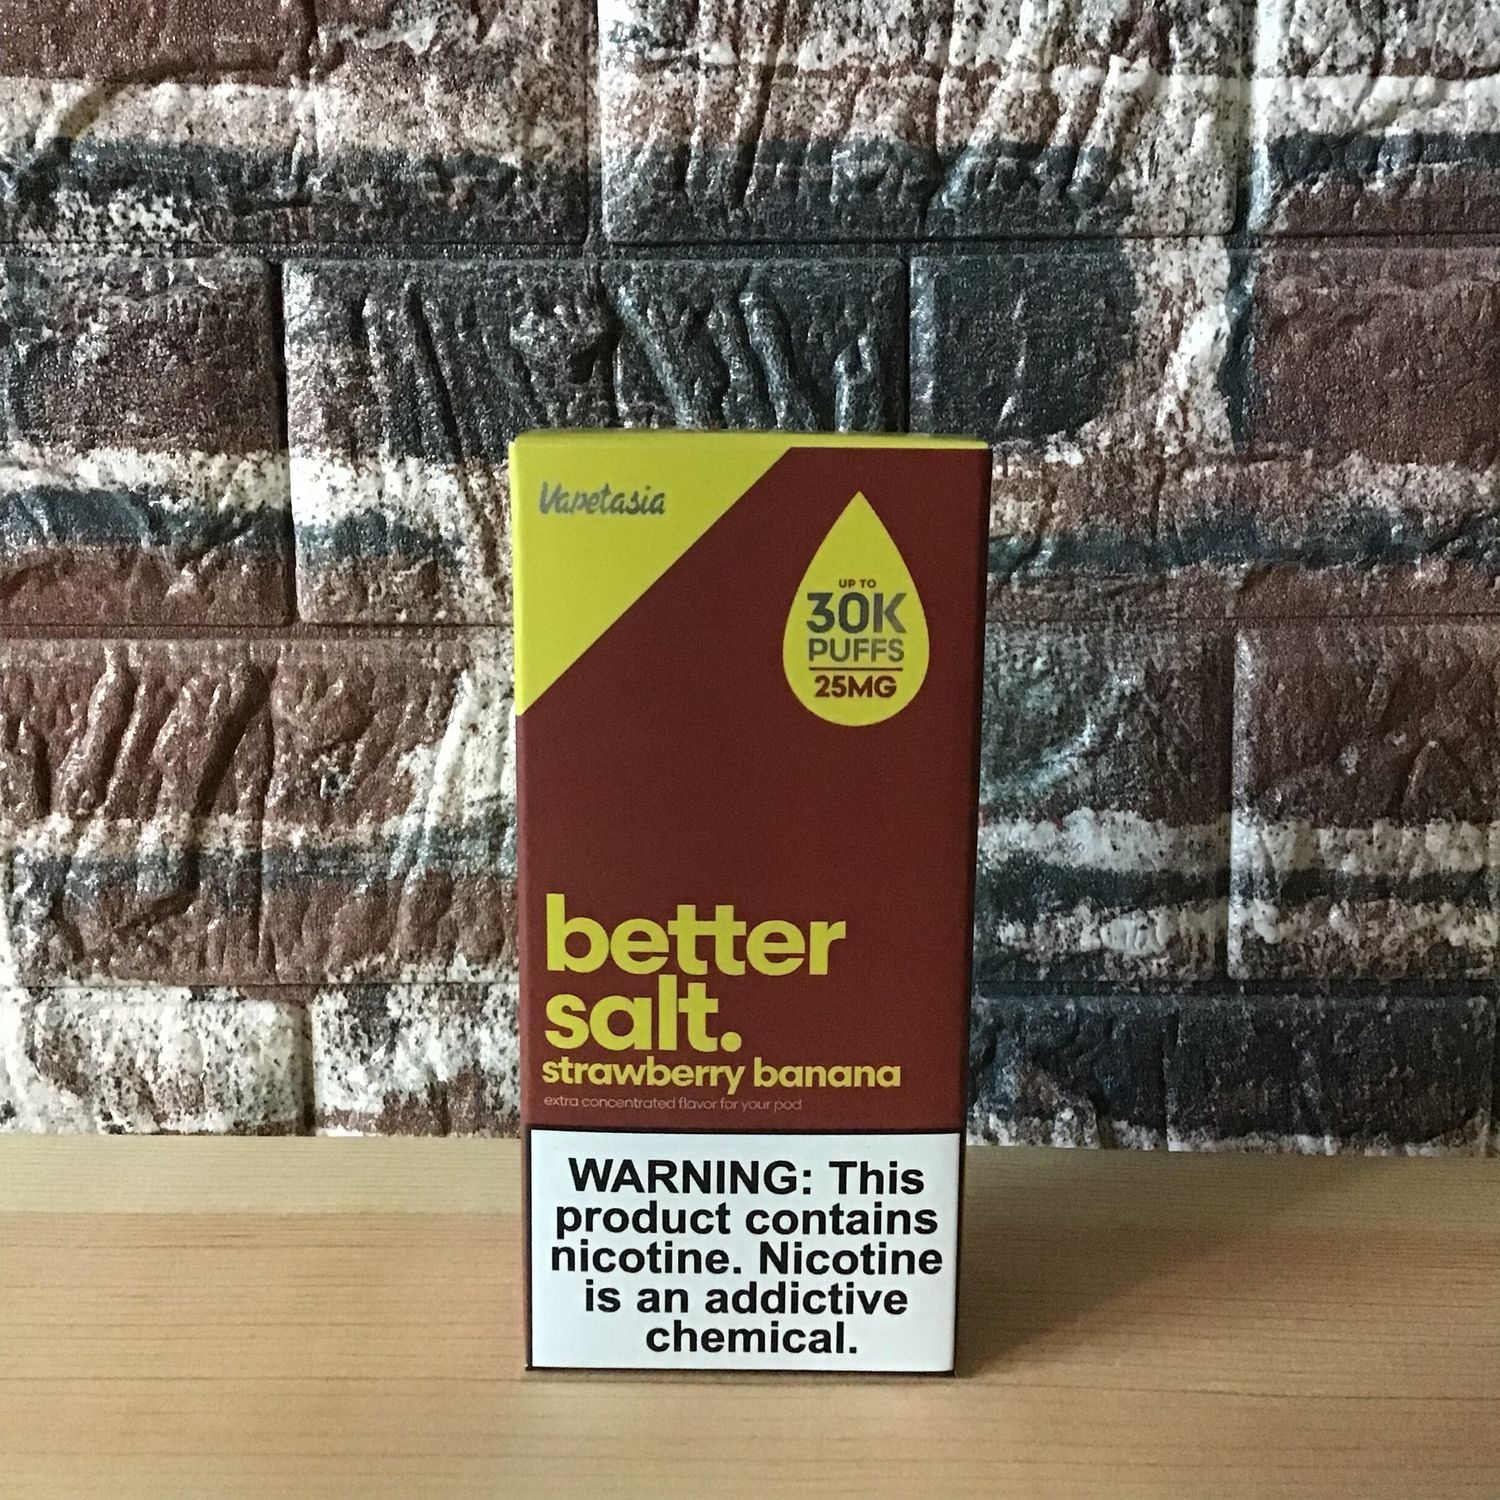 Vapetasia
UP TO
30K
PUFFS
25MG
better
salt.
strawberry banana
extra concentrated flavor for your pod
WARNING: This
product contains
nicotine. Nicotine
is an addictive
chemical.